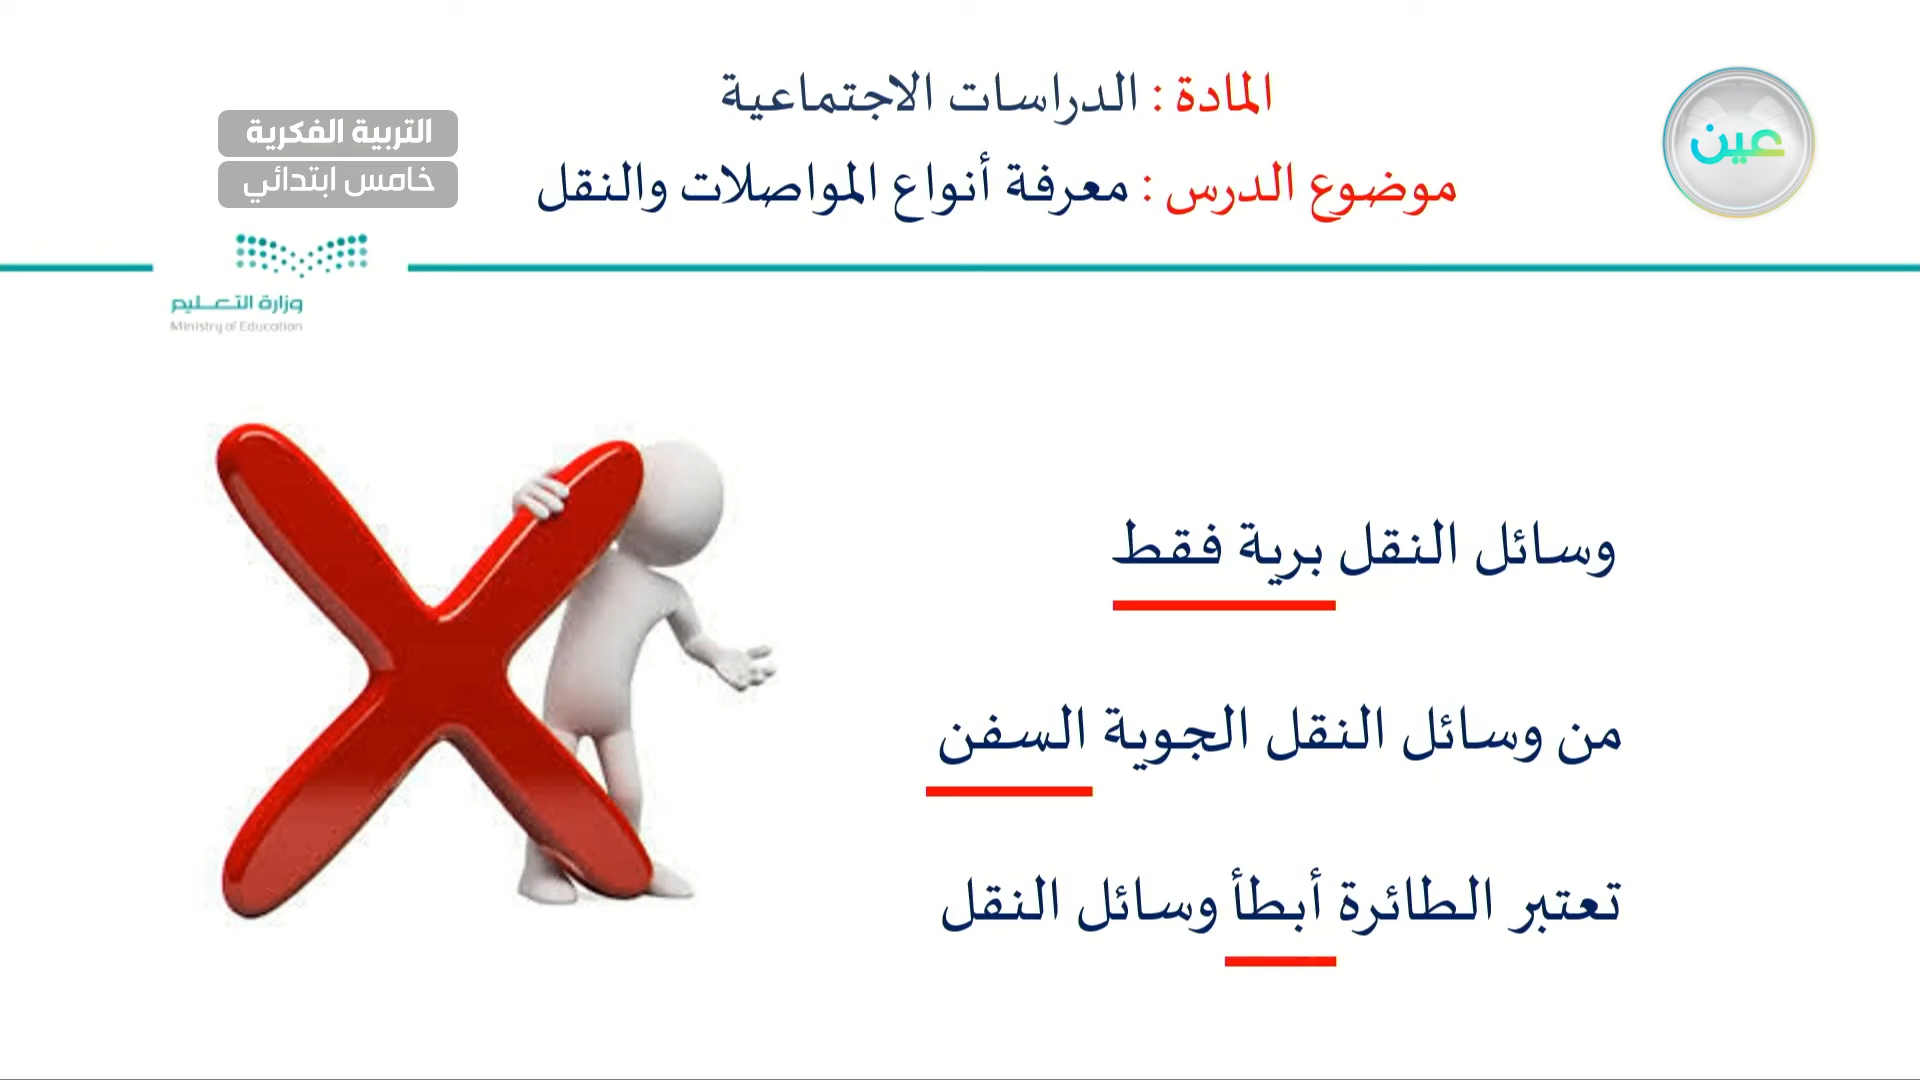 المادة : الدراسات الاجتماعية
موضوع الدرس : معرفة أنواع المواصلات والنقل
عين
التربية الفكرية
خامس ابتدائي
وزارة التعليم
Ministry of Education
وسائل النقل برية فقط
من وسائل النقل الجوية السفن
تعتبر الطائرة أبطأ وسائل النقل